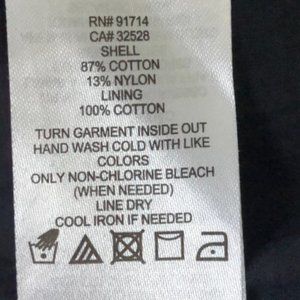 RN# 91714
CA# 32528
SHELL
87% COTTON
13% NYLON
LINING
100% COTTON
TURN GARMENT INSIDE OUT
HAND WASH COLD WITH LIKE
COLORS
ONLY NON-CHLORINE BLEACH
(WHEN NEEDED)
LINE DRY
COOL IRON IF NEEDED